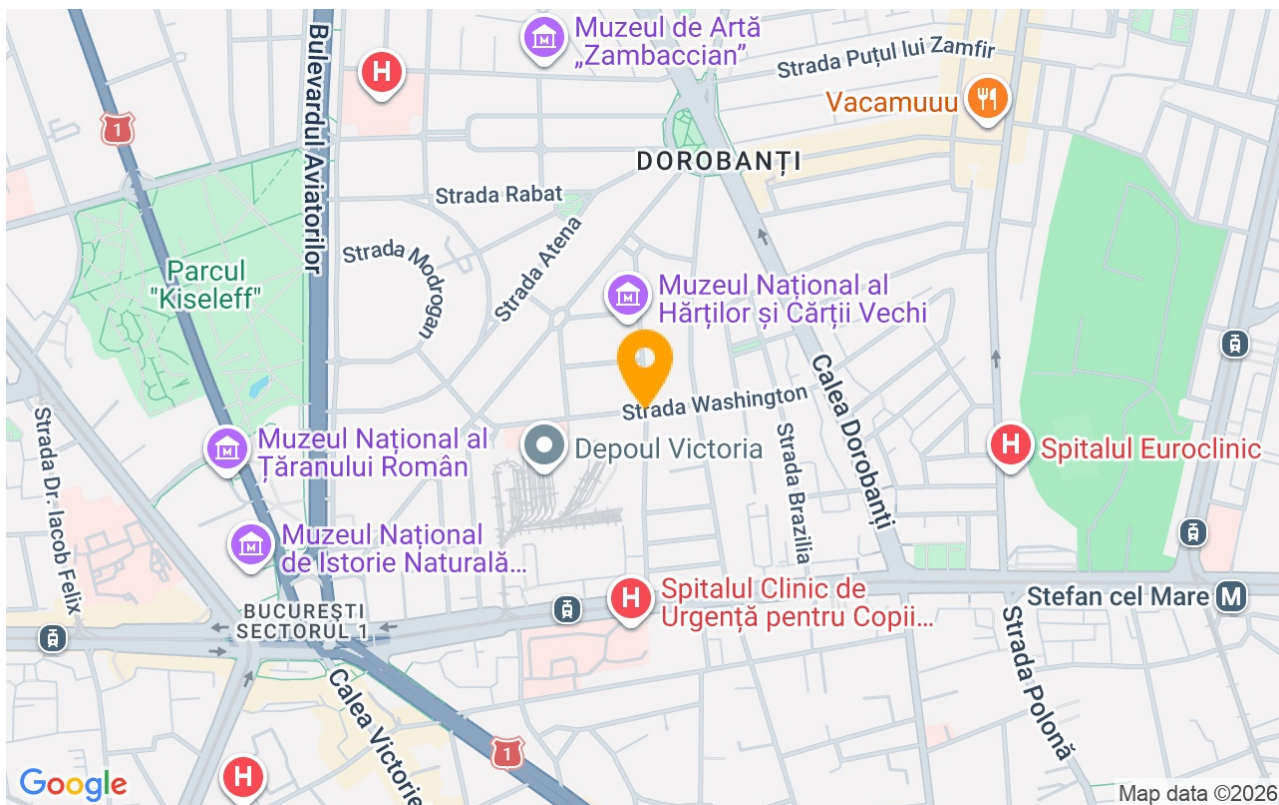 Muzeul de Artă
„Zambaccian”
Strada Puțul lui Zamfir
Vacamuuu
H
1
Bulevardul Aviatorilor
DOROBANȚI
Strada Rabat
Strada Atena
Strada Modrogan
Parcul
"Kiseleff"
Muzeul Național al
Hărților și Cărții Vechi
Calea Dorobanți
Strada Washington
Strada Brazilia
Depoul Victoria
H
Spitalul Euroclinic
Muzeul Național al
Țăranului Român
Strada Dr. Iacob Felix
Muzeul Național
de Istorie Naturală...
BUCUREȘTI
SECTORUL 1
H
Spitalul Clinic de
Urgență pentru Copii...
Stefan cel Mare
M
Strada Polonă
Calea Victoriei
1
H
Google
Map data ©2026